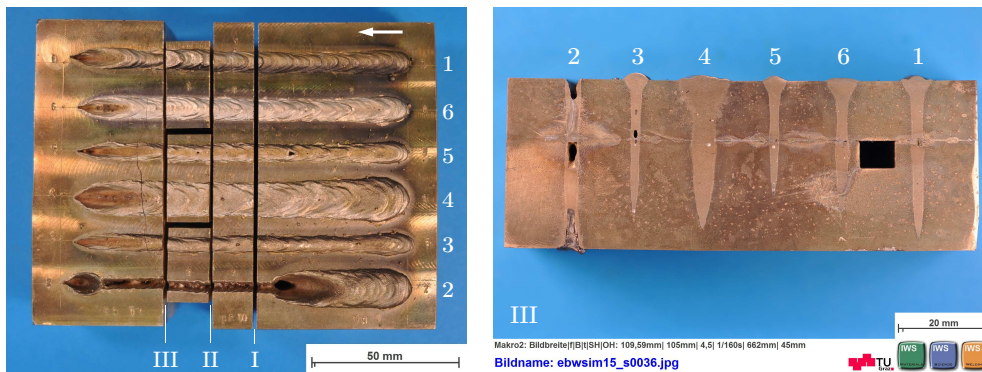 1
6
5
4
3
2
III II I
50 mm
2 3 4 5 6 1
III
20 mm
Makro2: Bildbreite|f|B|t|SH|OH: 109,59mm| 105mm| 4,5| 1/160s| 662mm| 45mm
Bildname: ebwsim15_s0036.jpg
TU
Graz
IWS
IWS
IWS